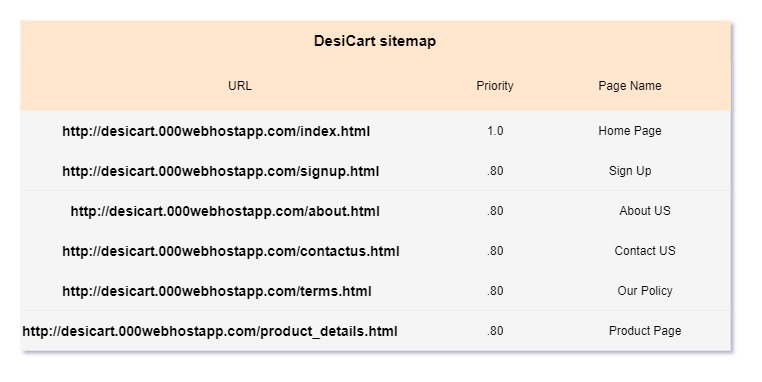 DesiCart sitemap
URL Priority Page Name
http://desicart.000webhostapp.com/index.html 1.0 Home Page
http://desicart.000webhostapp.com/signup.html .80 Sign Up
http://desicart.000webhostapp.com/about.html .80 About US
http://desicart.000webhostapp.com/contactus.html .80 Contact US
http://desicart.000webhostapp.com/terms.html .80 Our Policy
http://desicart.000webhostapp.com/product_details.html .80 Product Page